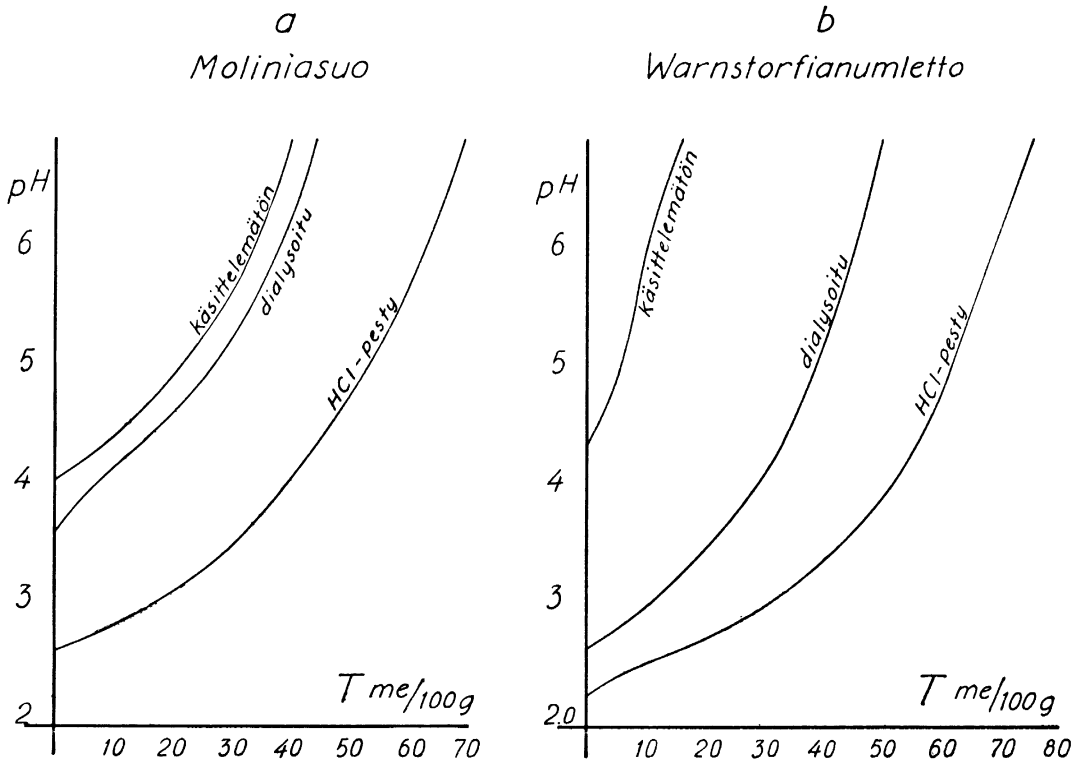 a
Moliniasuo
pH
6
5
4
3
2
käsittelemätön
dialysoitu
HCl-pesty
T me/100g
10 20 30 40 50 60 70
b
Warnstorfianumletto
pH
6
5
4
3
2.0
käsittelemätön
dialysoitu
HCl-pesty
T me/100g
10 20 30 40 50 60 70 80